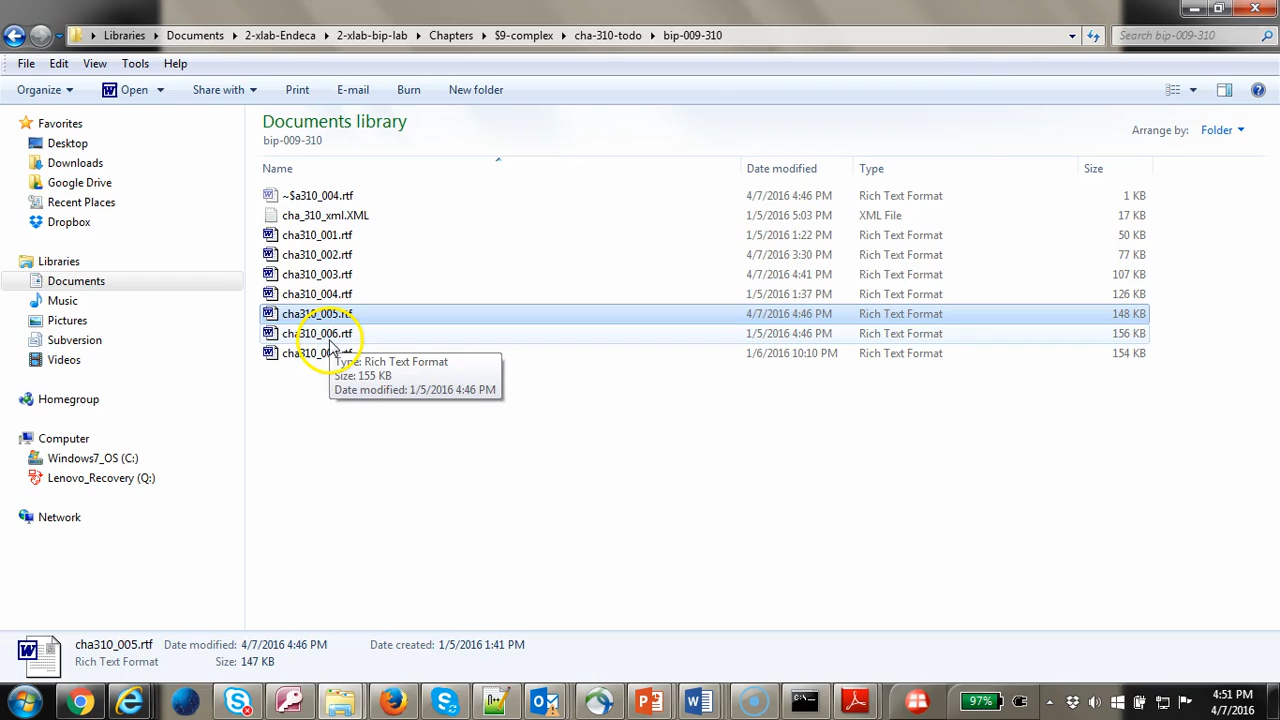 Libraries Documents 2-xlab-Endeca 2-xlab-bip-lab Chapters $9-complex cha-310-todo bip-009-310 Search bip-009-310
File Edit View Tools Help
Organize Open Share with Print E-mail Burn New folder
Documents library
bip-009-310
Arrange by: Folder
Name Date modified Type Size
~$a310_004.rtf 4/7/2016 4:46 PM Rich Text Format 1 KB
cha_310_xml.XML 1/5/2016 5:03 PM XML File 17 KB
cha310_001.rtf 1/5/2016 1:22 PM Rich Text Format 50 KB
cha310_002.rtf 4/7/2016 3:30 PM Rich Text Format 77 KB
cha310_003.rtf 4/7/2016 4:41 PM Rich Text Format 107 KB
cha310_004.rtf 1/5/2016 1:37 PM Rich Text Format 126 KB
cha310_005.rtf 4/7/2016 4:46 PM Rich Text Format 148 KB
cha310_006.rtf 1/5/2016 4:46 PM Rich Text Format 156 KB
1/6/2016 10:10 PM Rich Text Format 154 KB
Type: Rich Text Format
Size: 155 KB
Date modified: 1/5/2016 4:46 PM
Favorites
Desktop
Downloads
Google Drive
Recent Places
Dropbox
Libraries
Documents
Music
Pictures
Subversion
Videos
Homegroup
Computer
Windows7_OS (C:)
Lenovo_Recovery (Q:)
Network
cha310_005.rtf Date modified: 4/7/2016 4:46 PM Date created: 1/5/2016 1:41 PM
Rich Text Format Size: 147 KB
97%
4:51 PM
4/7/2016